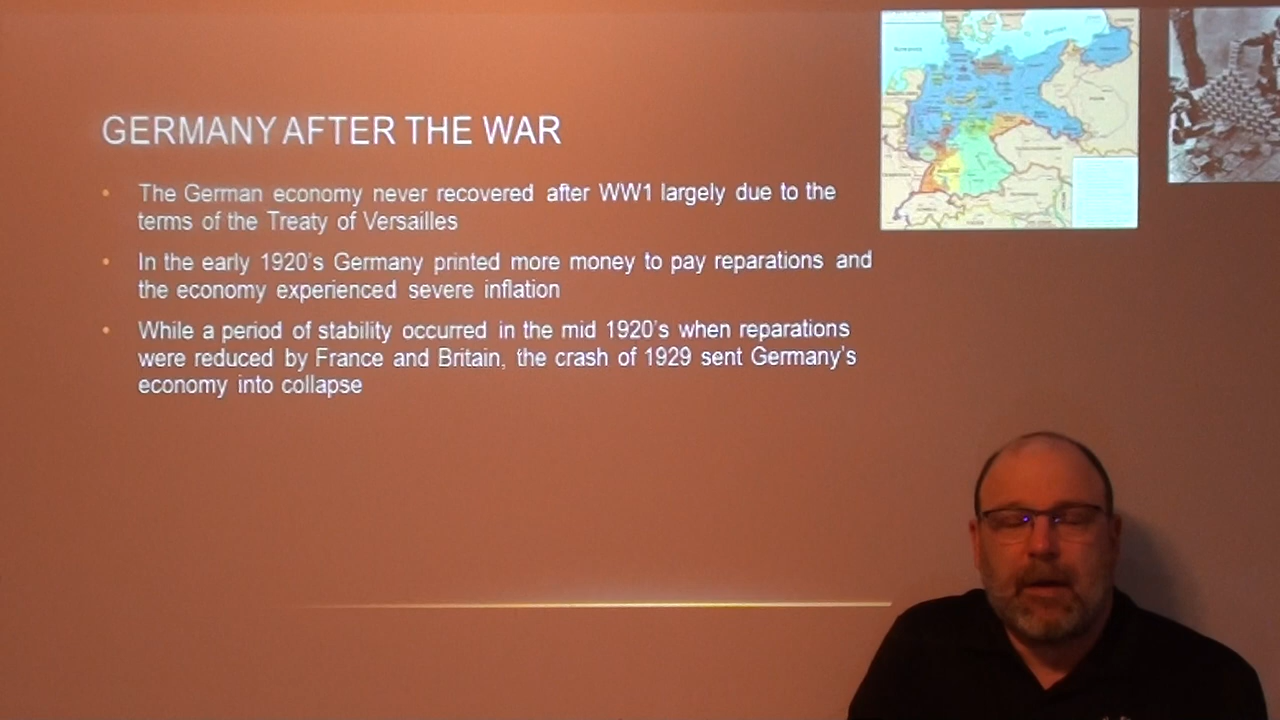 GERMANY AFTER THE WAR
• The German economy never recovered after WW1 largely due to the
terms of the Treaty of Versailles
• In the early 1920's Germany printed more money to pay reparations and
the economy experienced severe inflation
• While a period of stability occurred in the mid 1920's when reparations
were reduced by France and Britain, the crash of 1929 sent Germany's
economy into collapse